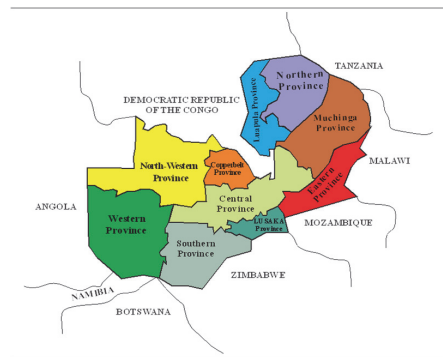 TANZANIA
Northern
Province
DEMOCRATIC REPUBLIC
OF THE CONGO
Luapula Province
Muchinga
Province
MALAWI
North-Western
Province
Copperbelt
Province
Eastern
Province
ANGOLA
Central
Province
Western
Province
LUSAKA
Province
MOZAMBIQUE
Southern
Province
ZIMBABWE
NAMIBIA
BOTSWANA